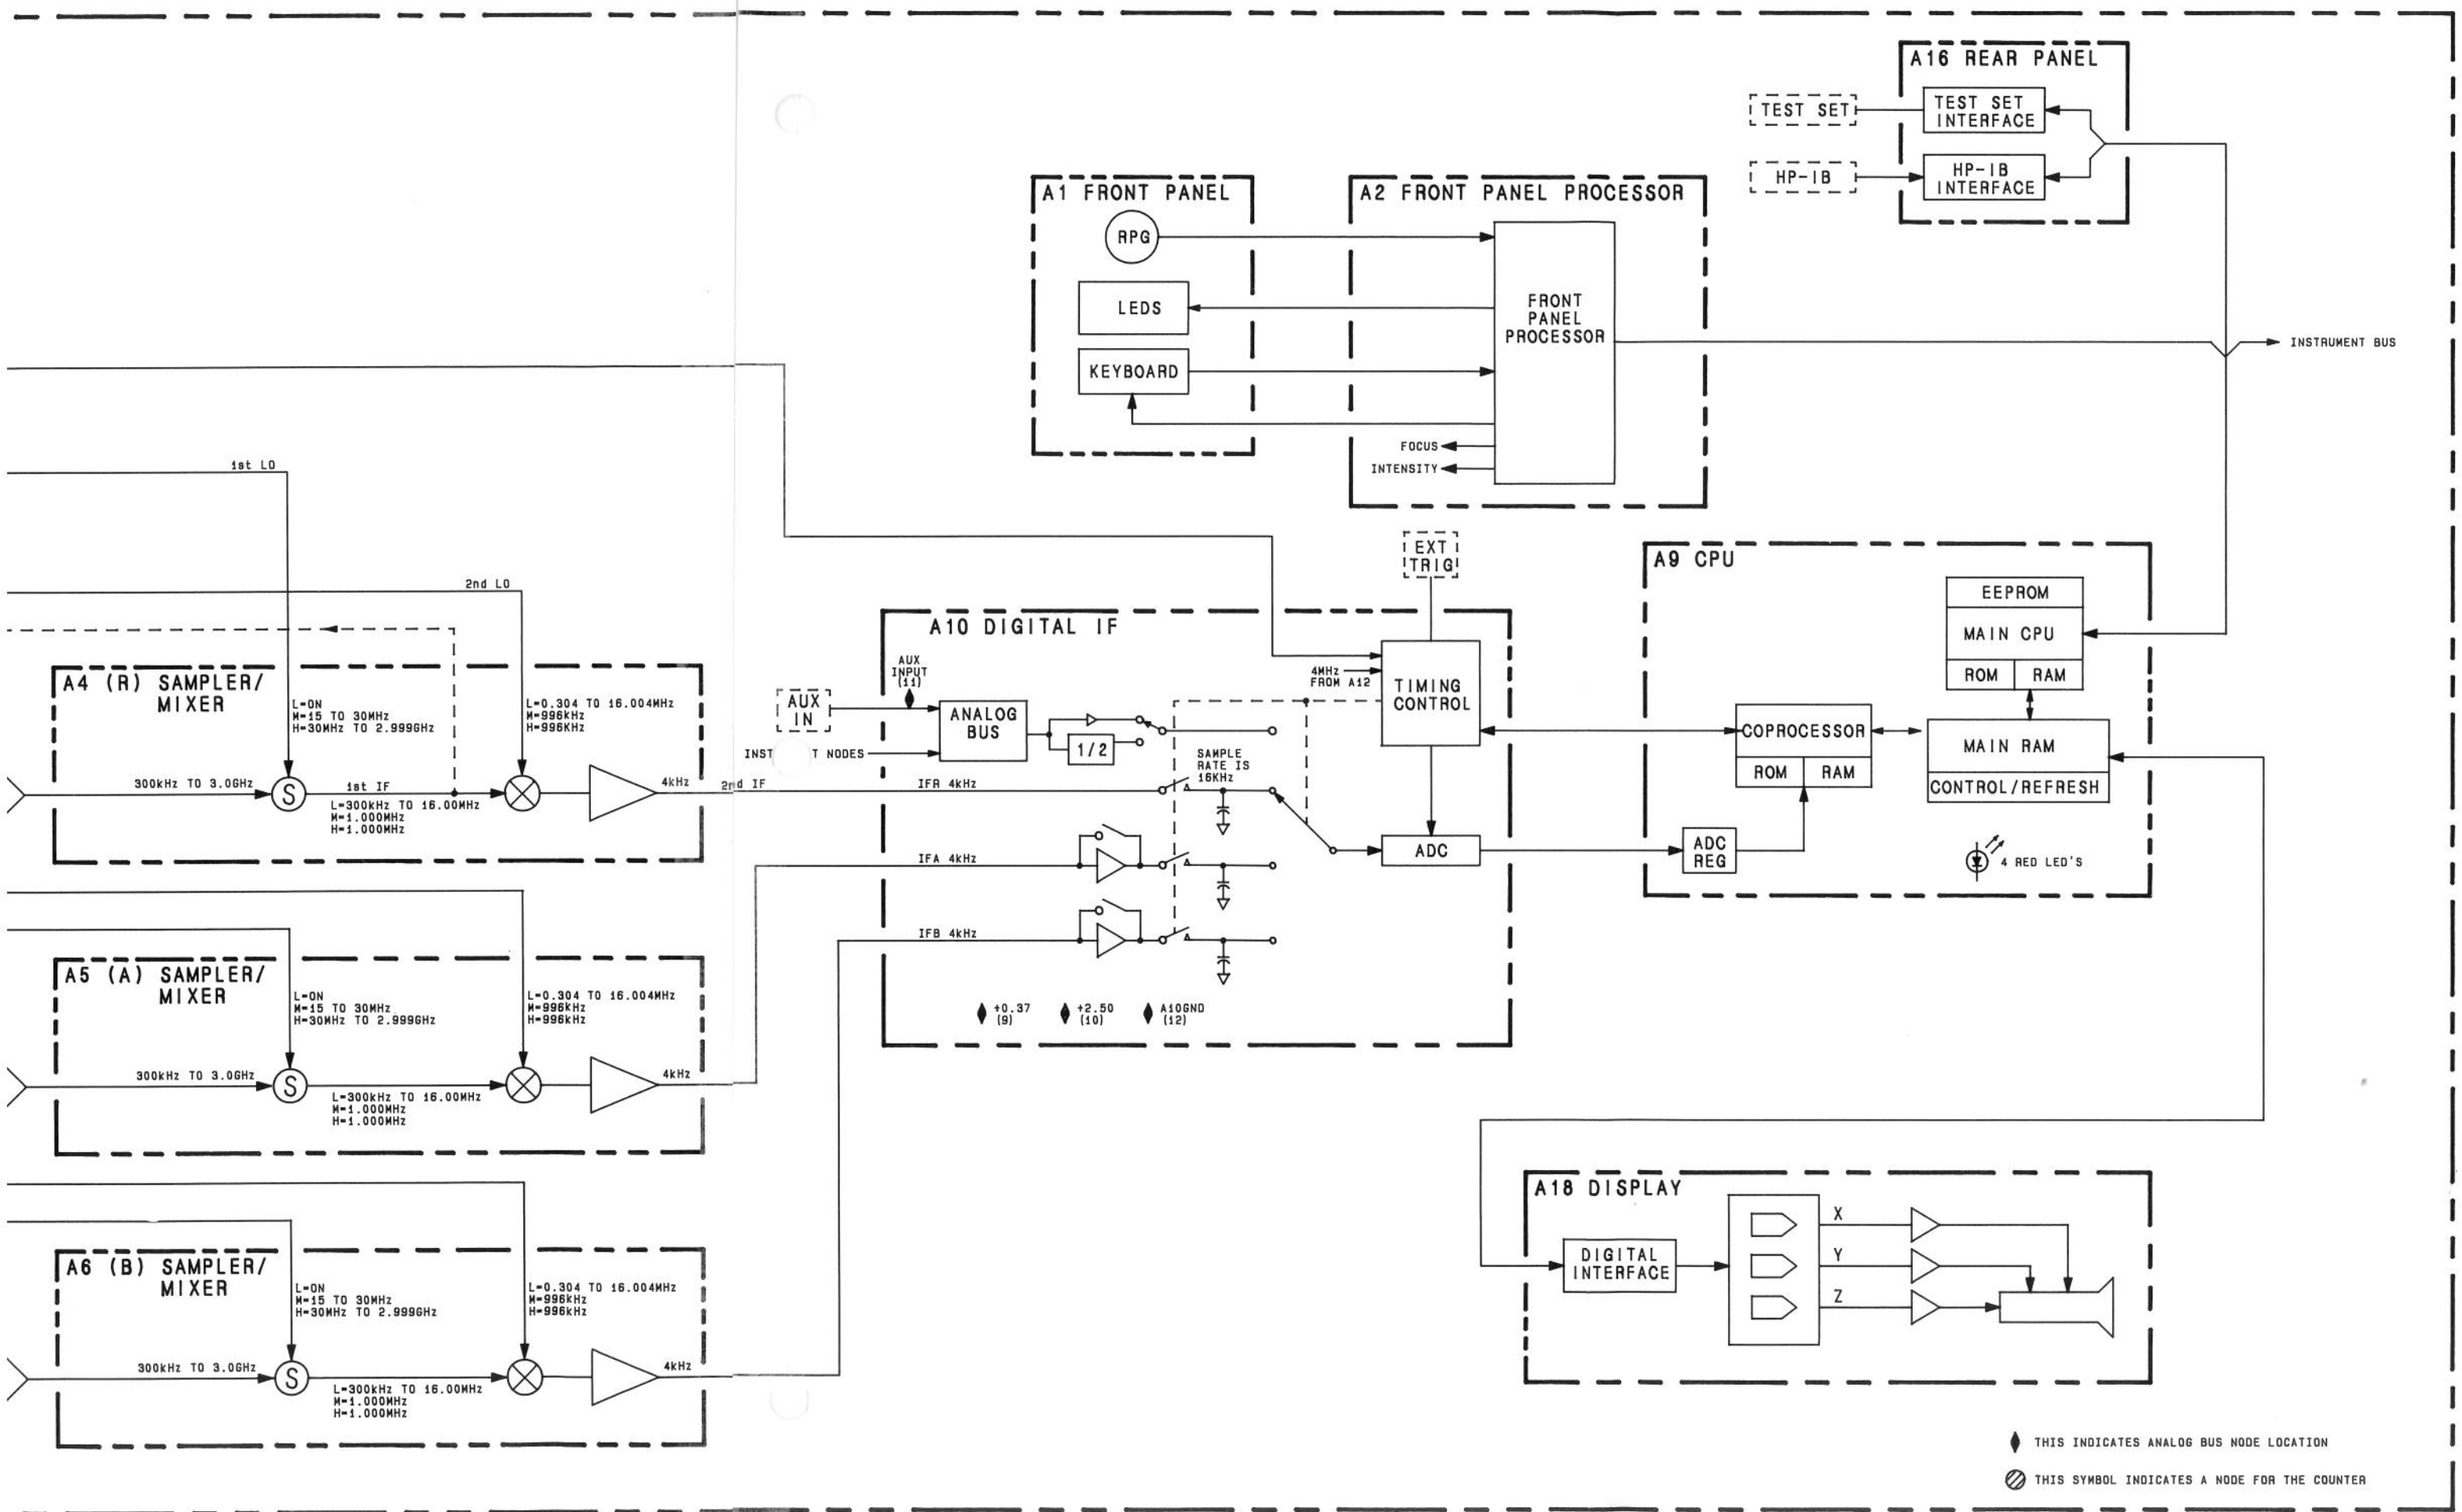 A16 REAR PANEL
TEST SET
TEST SET
INTERFACE
HP-IB
HP-IB
INTERFACE
A1 FRONT PANEL
RPG
LEDS
KEYBOARD
A2 FRONT PANEL PROCESSOR
FRONT
PANEL
PROCESSOR
FOCUS
INTENSITY
INSTRUMENT BUS
1st LO
2nd LO
A4 (R) SAMPLER/
MIXER
L=ON
M=15 TO 30MHz
H=30MHz TO 2.999GHz
L=0.304 TO 16.004MHz
M=996kHz
H=996kHz
300kHz TO 3.0GHz
S
1st IF
L=300kHz TO 16.00MHz
M=1.000MHz
H=1.000MHz
4kHz
2nd IF
A5 (A) SAMPLER/
MIXER
L=ON
M=15 TO 30MHz
H=30MHz TO 2.999GHz
L=0.304 TO 16.004MHz
M=996kHz
H=996kHz
300kHz TO 3.0GHz
S
L=300kHz TO 16.00MHz
M=1.000MHz
H=1.000MHz
4kHz
A6 (B) SAMPLER/
MIXER
L=ON
M=15 TO 30MHz
H=30MHz TO 2.999GHz
L=0.304 TO 16.004MHz
M=996kHz
H=996kHz
300kHz TO 3.0GHz
S
L=300kHz TO 16.00MHz
M=1.000MHz
H=1.000MHz
4kHz
EXT
TRIG
A10 DIGITAL IF
AUX
INPUT
(11)
AUX
IN
ANALOG
BUS
NODES
1/2
4MHz
FROM A12
TIMING
CONTROL
SAMPLE
RATE IS
16KHz
IFR 4kHz
IFA 4kHz
IFB 4kHz
ADC
+0.37
(9)
+2.50
(10)
A10GND
(12)
A9 CPU
EEPROM
MAIN CPU
ROM RAM
COPROCESSOR
ROM RAM
MAIN RAM
CONTROL/REFRESH
ADC
REG
4 RED LED'S
A18 DISPLAY
DIGITAL
INTERFACE
X
Y
Z
THIS INDICATES ANALOG BUS NODE LOCATION
THIS SYMBOL INDICATES A NODE FOR THE COUNTER